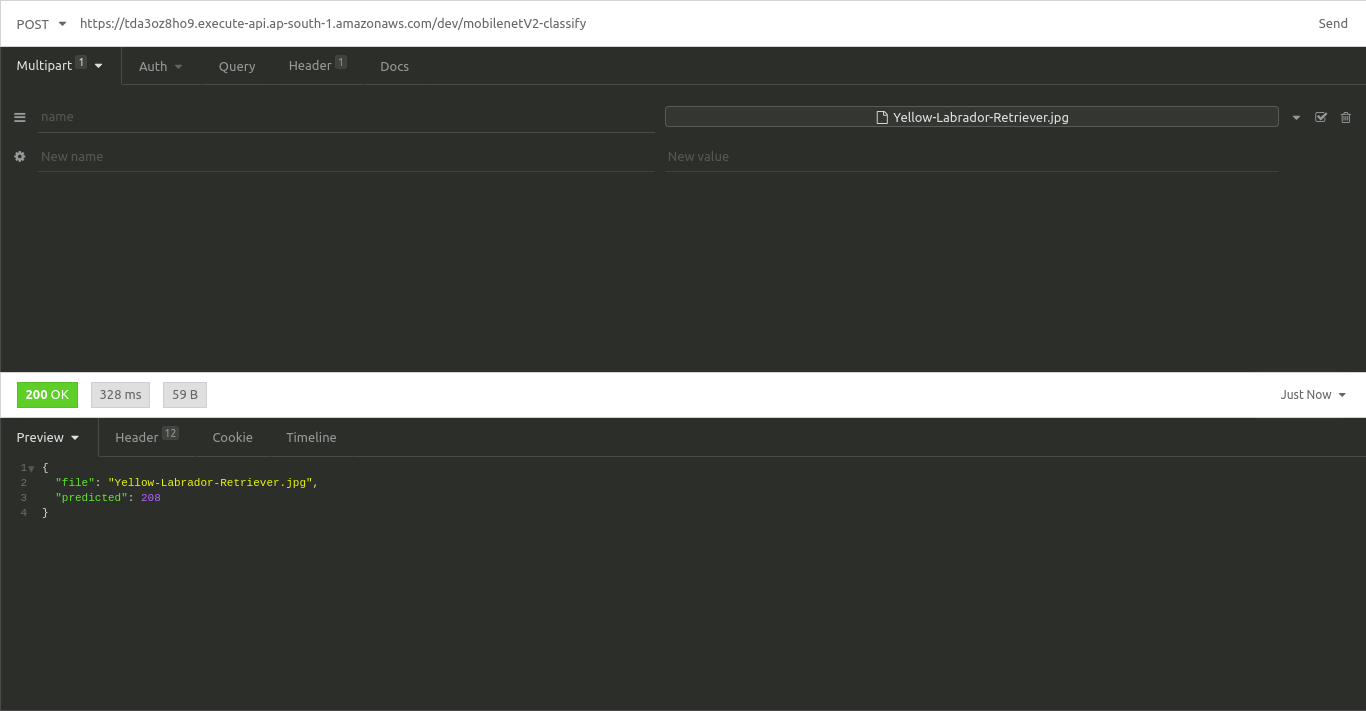 POST https://tda3oz8ho9.execute-api.ap-south-1.amazonaws.com/dev/mobilenetV2-classify Send
Multipart 1 Auth Query Header 1 Docs
name Yellow-Labrador-Retriever.jpg
New name New value
200 OK 328 ms 59 B Just Now
Preview Header 12 Cookie Timeline
1 {
2 "file": "Yellow-Labrador-Retriever.jpg",
3 "predicted": 208
4 }